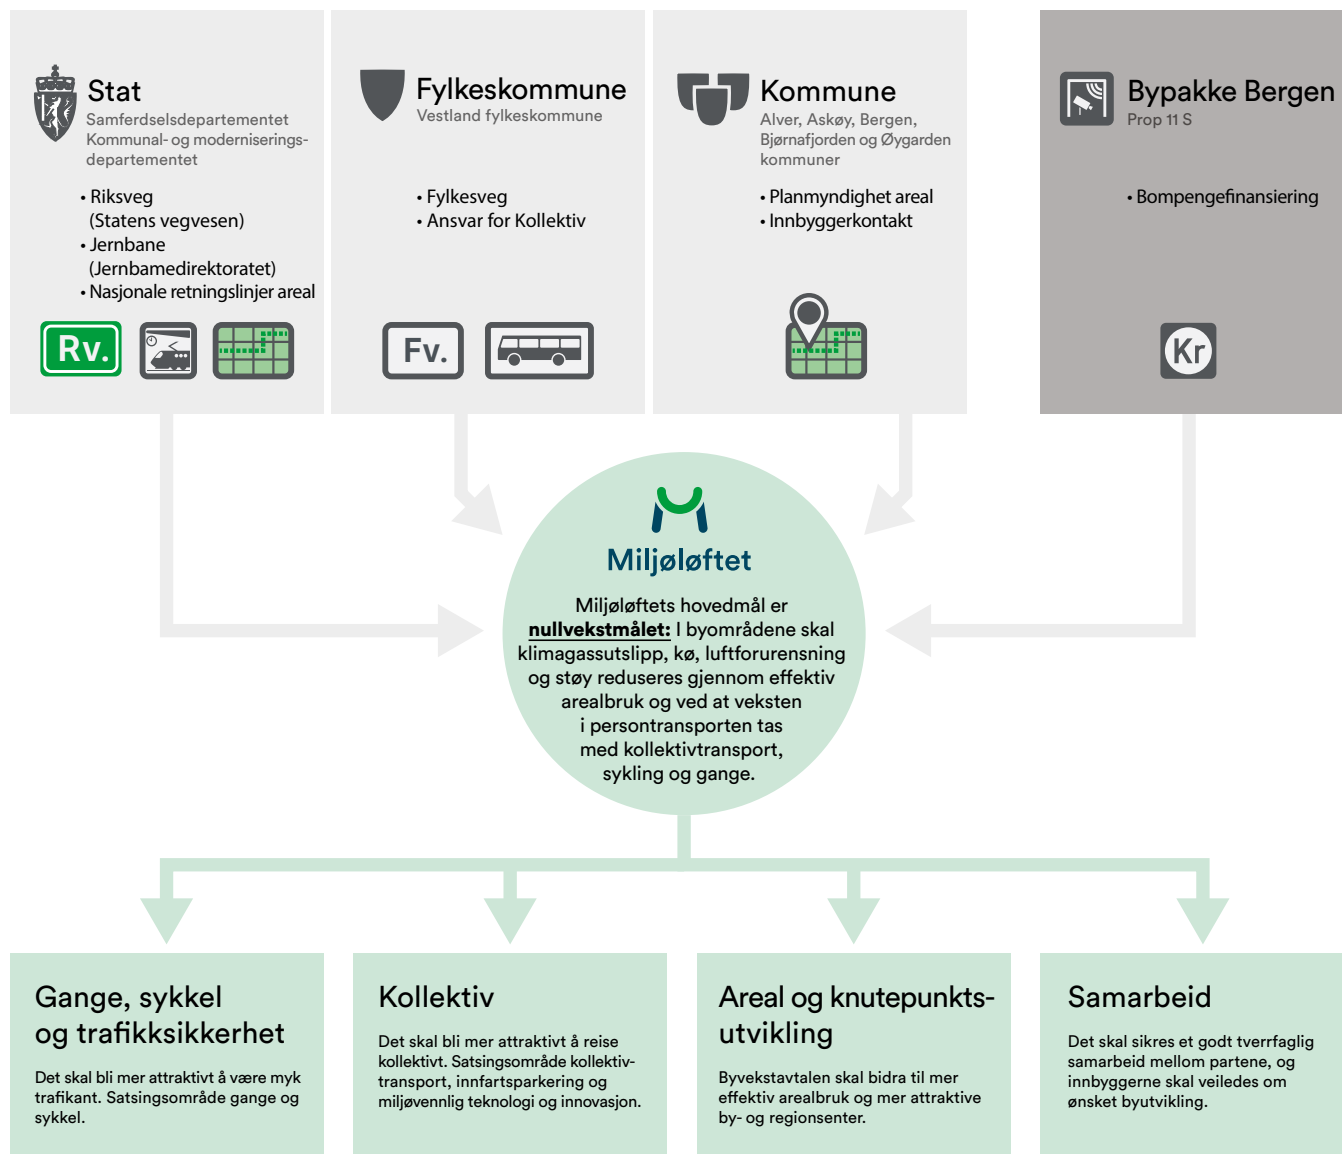 Stat
Samferdselsdepartementet
Kommunal- og moderniserings-
departementet
• Riksveg
(Statens vegvesen)
• Jernbane
(Jernbamedirektoratet)
• Nasjonale retningslinjer areal
Rv.
Fylkeskommune
Vestland fylkeskommune
• Fylkesveg
• Ansvar for Kollektiv
Fv.
Kommune
Alver, Askøy, Bergen,
Bjørnafjorden og Øygarden
kommuner
• Planmyndighet areal
• Innbyggerkontakt
Bypakke Bergen
Prop 11 S
• Bompengefinansiering
Kr
Miljøløftet
Miljøløftets hovedmål er
nullvekstmålet: I byområdene skal
klimagassutslipp, kø, luftforurensning
og støy reduseres gjennom effektiv
arealbruk og ved at veksten
i persontransporten tas
med kollektivtransport,
sykling og gange.
Gange, sykkel
og trafikksikkerhet
Det skal bli mer attraktivt å være myk
trafikant. Satsingsområde gange og
sykkel.
Kollektiv
Det skal bli mer attraktivt å reise
kollektivt. Satsingsområde kollektiv-
transport, innfartsparkering og
miljøvennlig teknologi og innovasjon.
Areal og knutepunkts-
utvikling
Byvekstavtalen skal bidra til mer
effektiv arealbruk og mer attraktive
by- og regionsenter.
Samarbeid
Det skal sikres et godt tverrfaglig
samarbeid mellom partene, og
innbyggerne skal veiledes om
ønsket byutvikling.